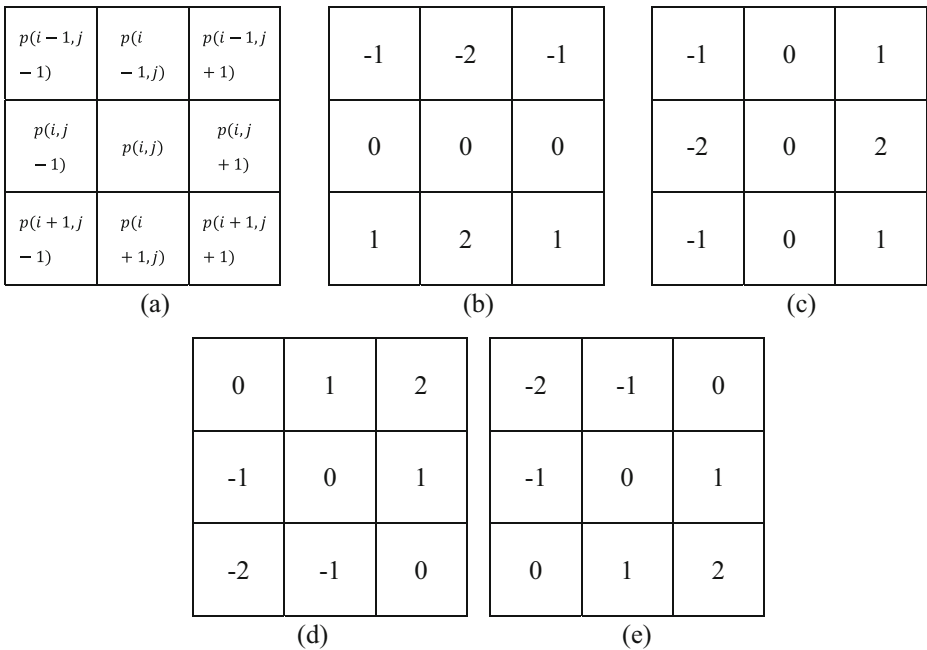 p(i − 1, j p(i p(i − 1, j
− 1) − 1, j) + 1)
p(i, j p(i, j) p(i, j
− 1) + 1)
p(i + 1, j p(i p(i + 1, j
− 1) + 1, j) + 1)
(a)
-1 -2 -1
0 0 0
1 2 1
(b)
-1 0 1
-2 0 2
-1 0 1
(c)
0 1 2
-1 0 1
-2 -1 0
(d)
-2 -1 0
-1 0 1
0 1 2
(e)